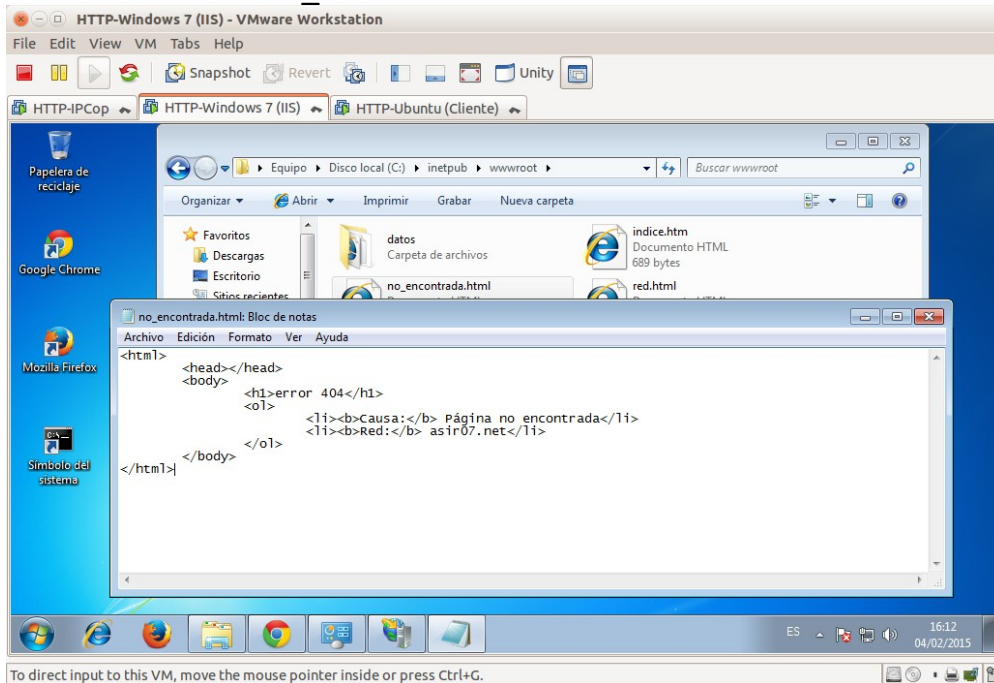 HTTP-Windows 7 (IIS) - VMware Workstation
File Edit View VM Tabs Help
Snapshot Revert Unity
HTTP-IPCop HTTP-Windows 7 (IIS) HTTP-Ubuntu (Cliente)
Papelera de
reciclaje
Google Chrome
Mozilla Firefox
Símbolo del
sistema
Equipo Disco local (C:) inetpub wwwroot Buscar wwwroot
Organizar Abrir Imprimir Grabar Nueva carpeta
Favoritos
Descargas
Escritorio
Sitios recientes
datos
Carpeta de archivos
indice.htm
Documento HTML
689 bytes
no_encontrada.html
red.html
no_encontrada.html: Bloc de notas
Archivo Edición Formato Ver Ayuda
<html>
<head></head>
<body>
<h1>error 404</h1>
<ol>
<li><b>Causa:</b> Página no encontrada</li>
<li><b>Red:</b> asir07.net</li>
</ol>
</body>
</html>
ES 16:12
04/02/2015
To direct input to this VM, move the mouse pointer inside or press Ctrl+G.